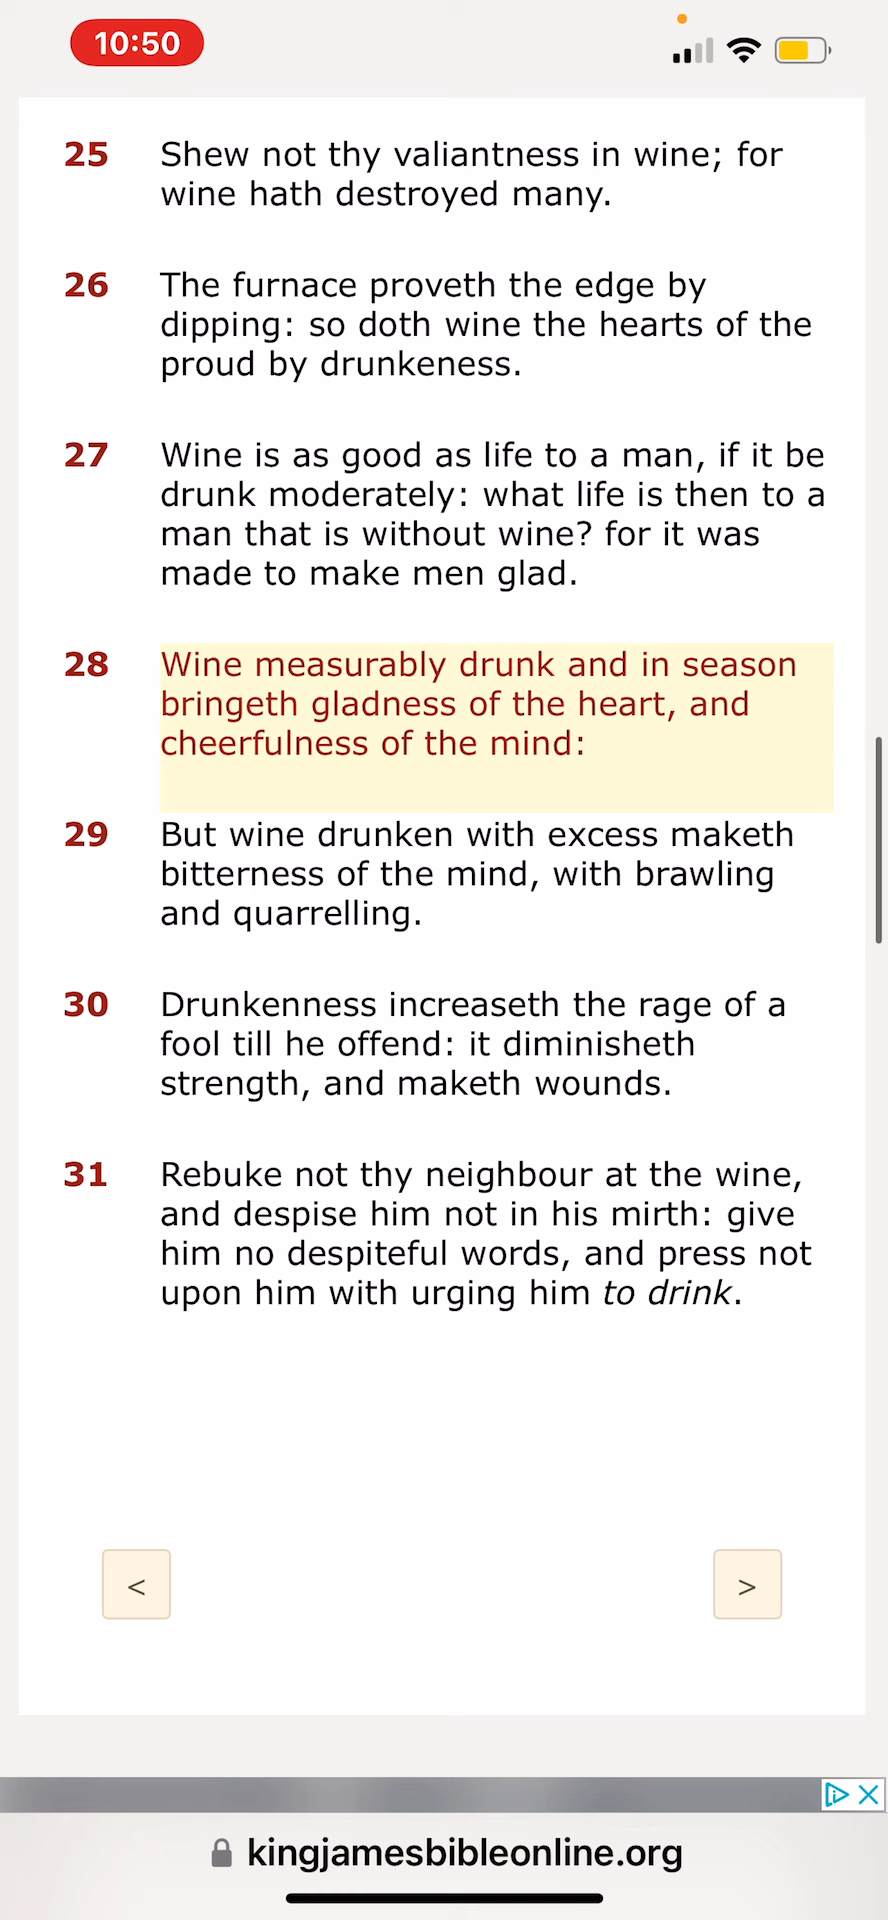 10:50
25 Shew not thy valiantness in wine; for
wine hath destroyed many.
26 The furnace proveth the edge by
dipping: so doth wine the hearts of the
proud by drunkeness.
27 Wine is as good as life to a man, if it be
drunk moderately: what life is then to a
man that is without wine? for it was
made to make men glad.
28 Wine measurably drunk and in season
bringeth gladness of the heart, and
cheerfulness of the mind:
29 But wine drunken with excess maketh
bitterness of the mind, with brawling
and quarrelling.
30 Drunkenness increaseth the rage of a
fool till he offend: it diminisheth
strength, and maketh wounds.
31 Rebuke not thy neighbour at the wine,
and despise him not in his mirth: give
him no despiteful words, and press not
upon him with urging him to drink.
< >
kingjamesbibleonline.org